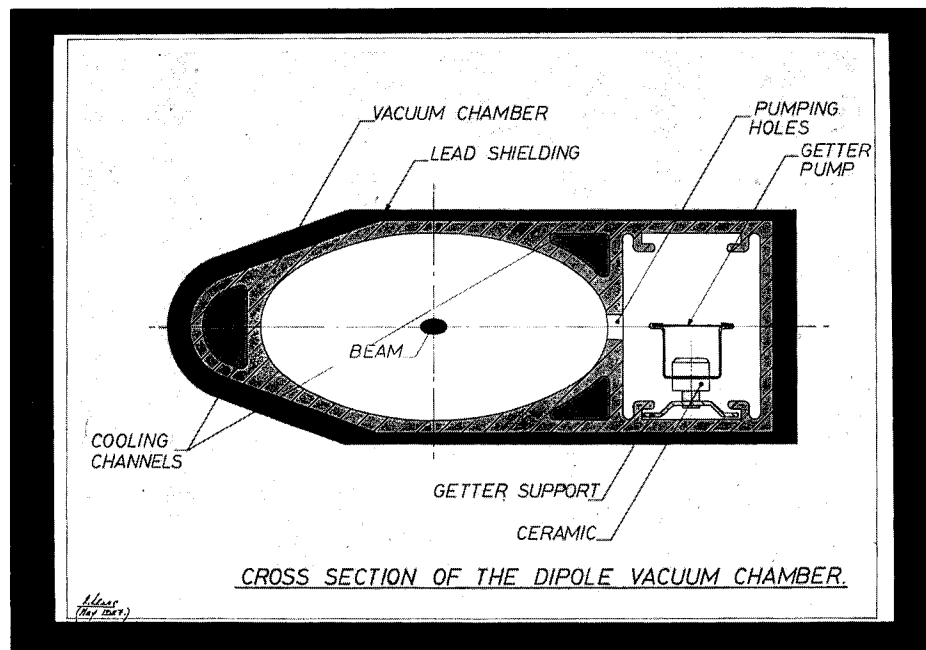 VACUUM CHAMBER
LEAD SHIELDING
PUMPING
HOLES
GETTER
PUMP
BEAM
COOLING
CHANNELS
GETTER SUPPORT
CERAMIC
CROSS SECTION OF THE DIPOLE VACUUM CHAMBER.
(May